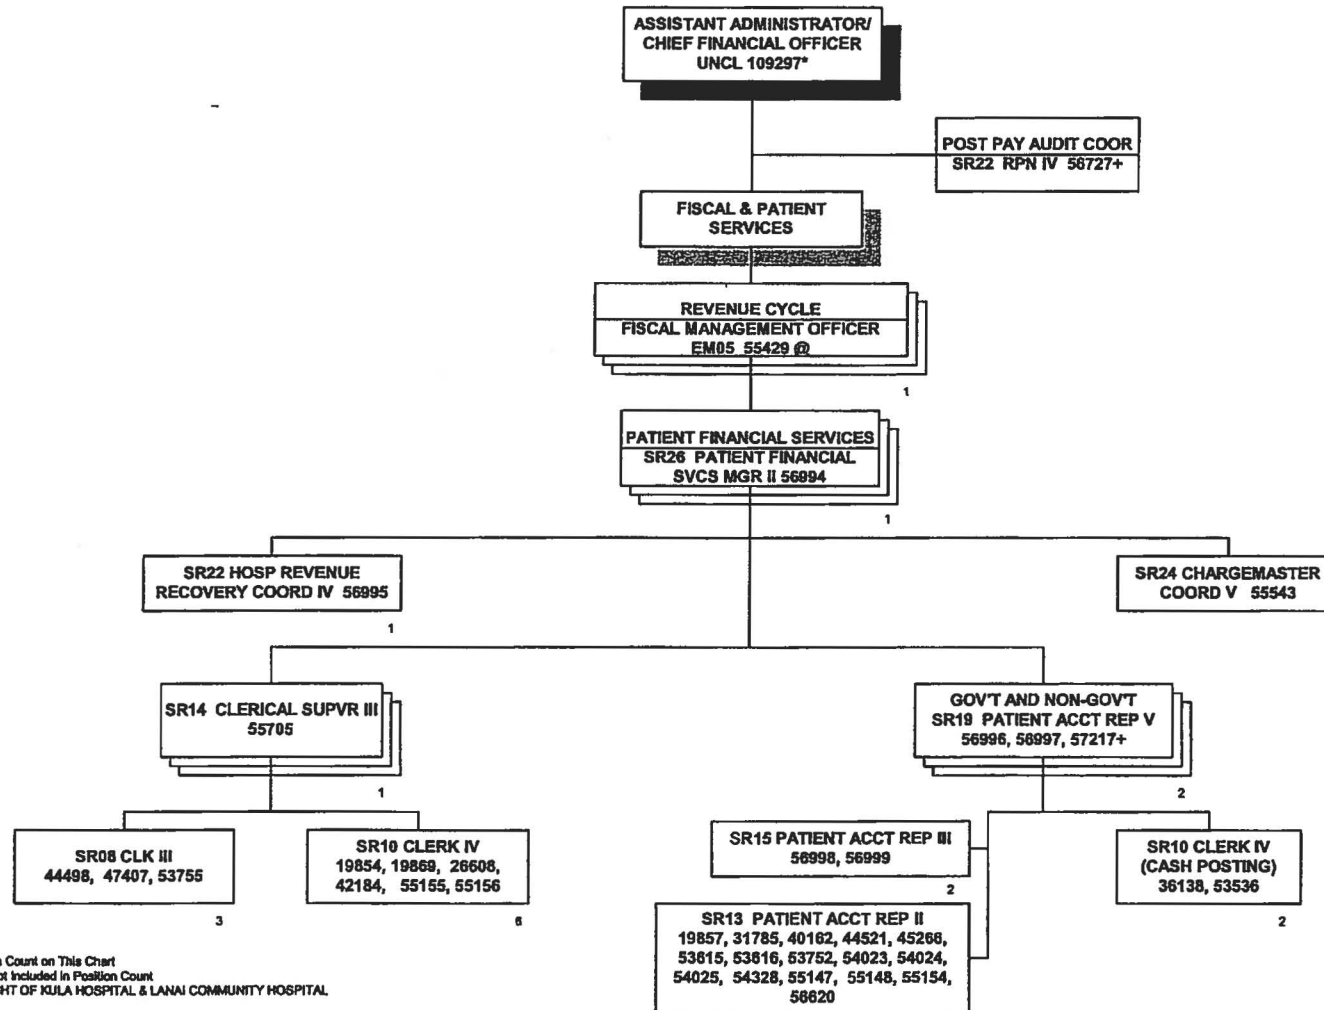 ASSISTANT ADMINISTRATOR/
CHIEF FINANCIAL OFFICER
UNCL 109297*
POST PAY AUDIT COOR
SR22 RPN IV 56727+
FISCAL & PATIENT
SERVICES
REVENUE CYCLE
FISCAL MANAGEMENT OFFICER
EM05 55429 @
1
PATIENT FINANCIAL SERVICES
SR26 PATIENT FINANCIAL
SVCS MGR II 56994
1
SR22 HOSP REVENUE
RECOVERY COORD IV 56995
1
SR24 CHARGEMASTER
COORD V 55543
SR14 CLERICAL SUPVR III
55705
1
GOV'T AND NON-GOV'T
SR19 PATIENT ACCT REP V
56996, 56997, 57217+
2
SR08 CLK III
44498, 47407, 53755
3
SR10 CLERK IV
19854, 19869, 26608,
42184, 55155, 55156
6
SR15 PATIENT ACCT REP III
56998, 56999
2
SR10 CLERK IV
(CASH POSTING)
36138, 53536
2
SR13 PATIENT ACCT REP II
19857, 31785, 40162, 44521, 45266,
53615, 53616, 53752, 54023, 54024,
54025, 54328, 55147, 55148, 55154,
56620
Count on This Chart
Included in Position Count
OF KULA HOSPITAL & LANAI COMMUNITY HOSPITAL